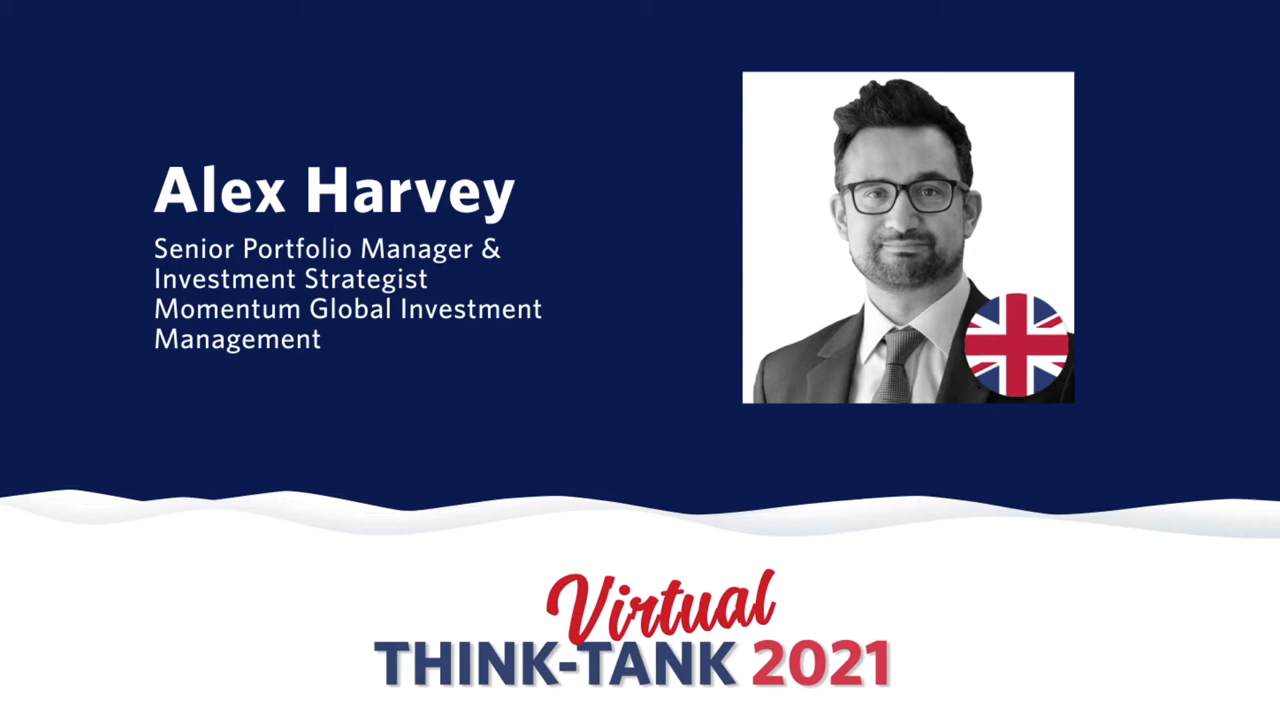 Alex Harvey
Senior Portfolio Manager &
Investment Strategist
Momentum Global Investment
Management
Virtual
THINK-TANK 2021